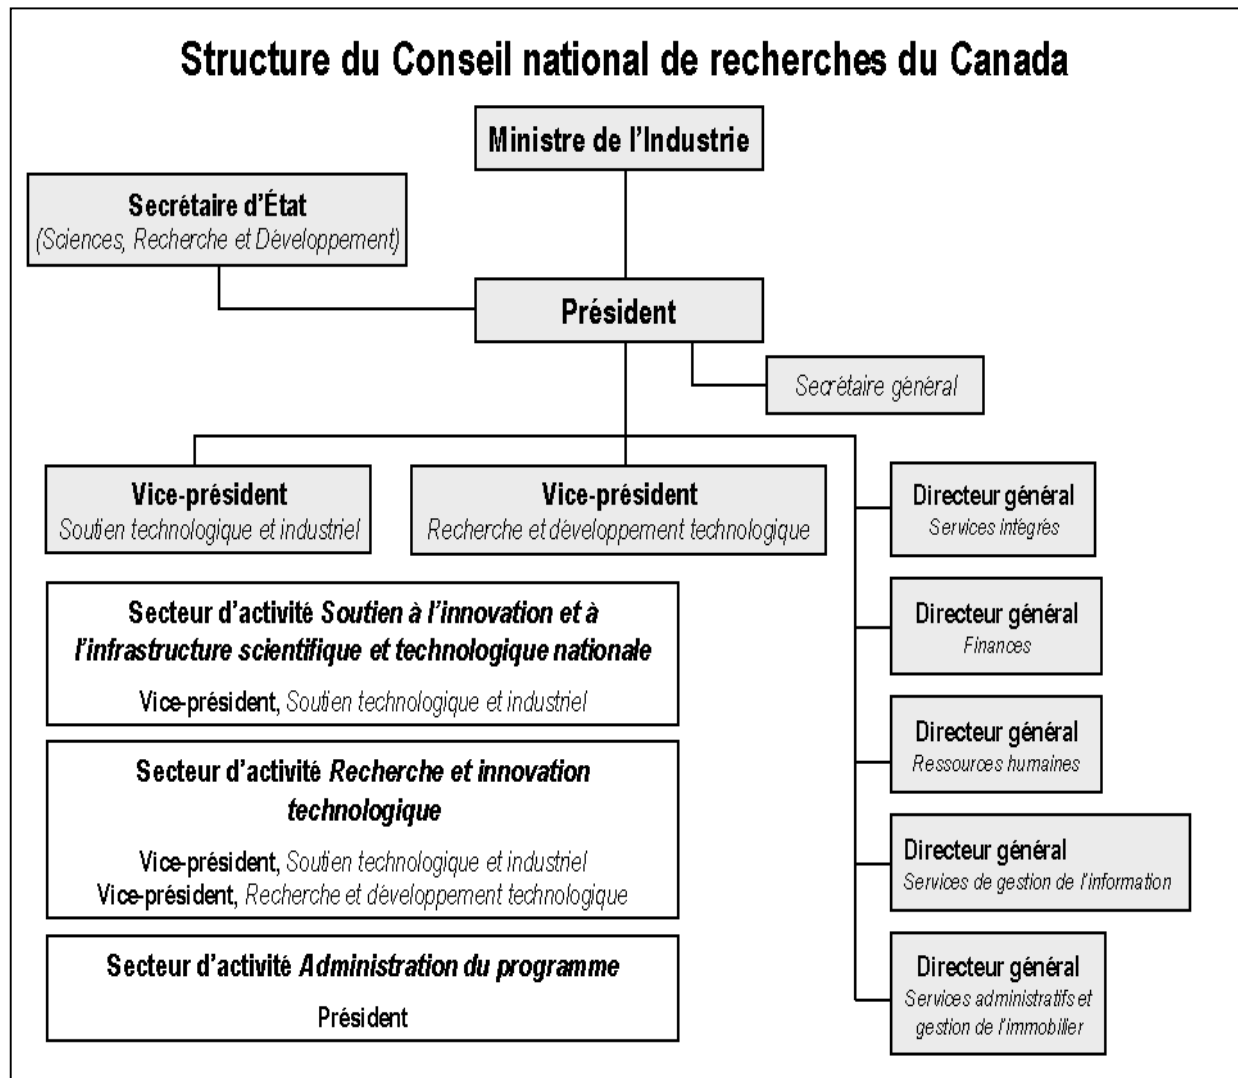 Structure du Conseil national de recherches du Canada
Ministre de l'Industrie
Secrétaire d'État
(Sciences, Recherche et Développement)
Président
Secrétaire général
Vice-président
Soutien technologique et industriel
Vice-président
Recherche et développement technologique
Directeur général
Services intégrés
Directeur général
Finances
Directeur général
Ressources humaines
Directeur général
Services de gestion de l'information
Directeur général
Services administratifs et
gestion de l'immobilier
Secteur d'activité Soutien à l'innovation et à
l'infrastructure scientifique et technologique nationale
Vice-président, Soutien technologique et industriel
Secteur d'activité Recherche et innovation
technologique
Vice-président, Soutien technologique et industriel
Vice-président, Recherche et développement technologique
Secteur d'activité Administration du programme
Président